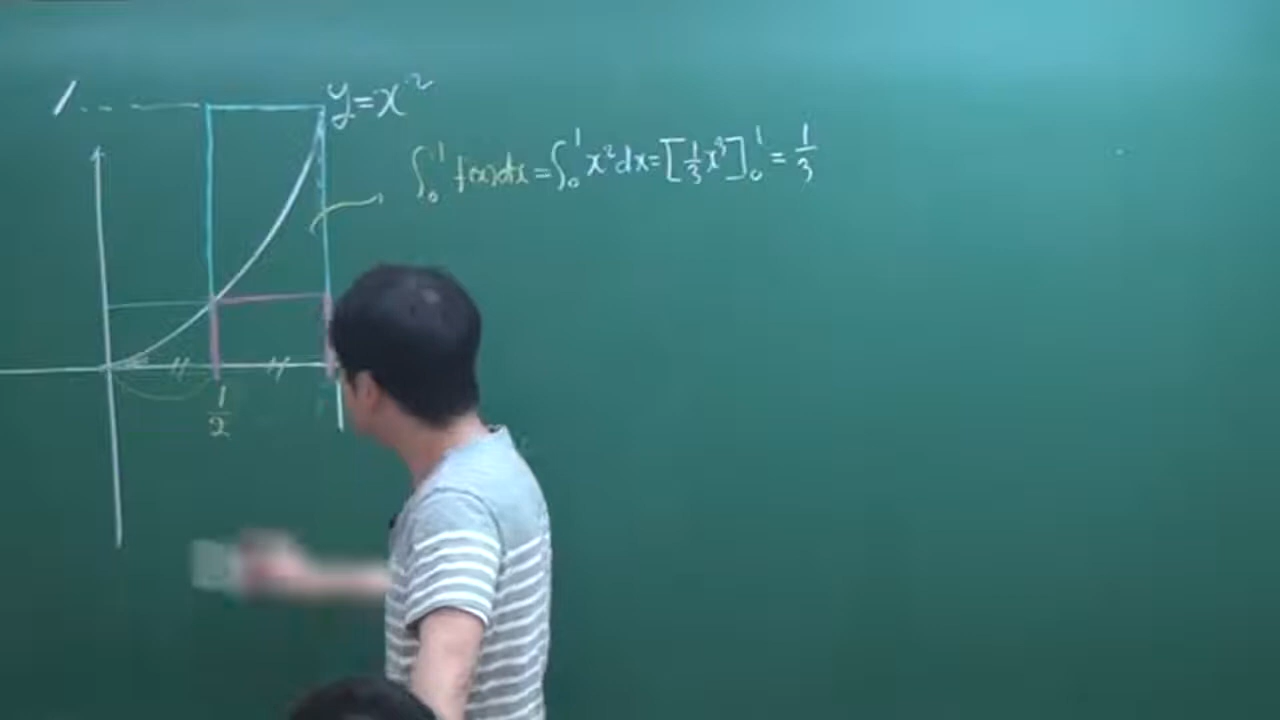 1
y=x²
∫₀¹ f(x)dx=∫₀¹ x²dx=[⅓x³]₀¹=⅓
1/2